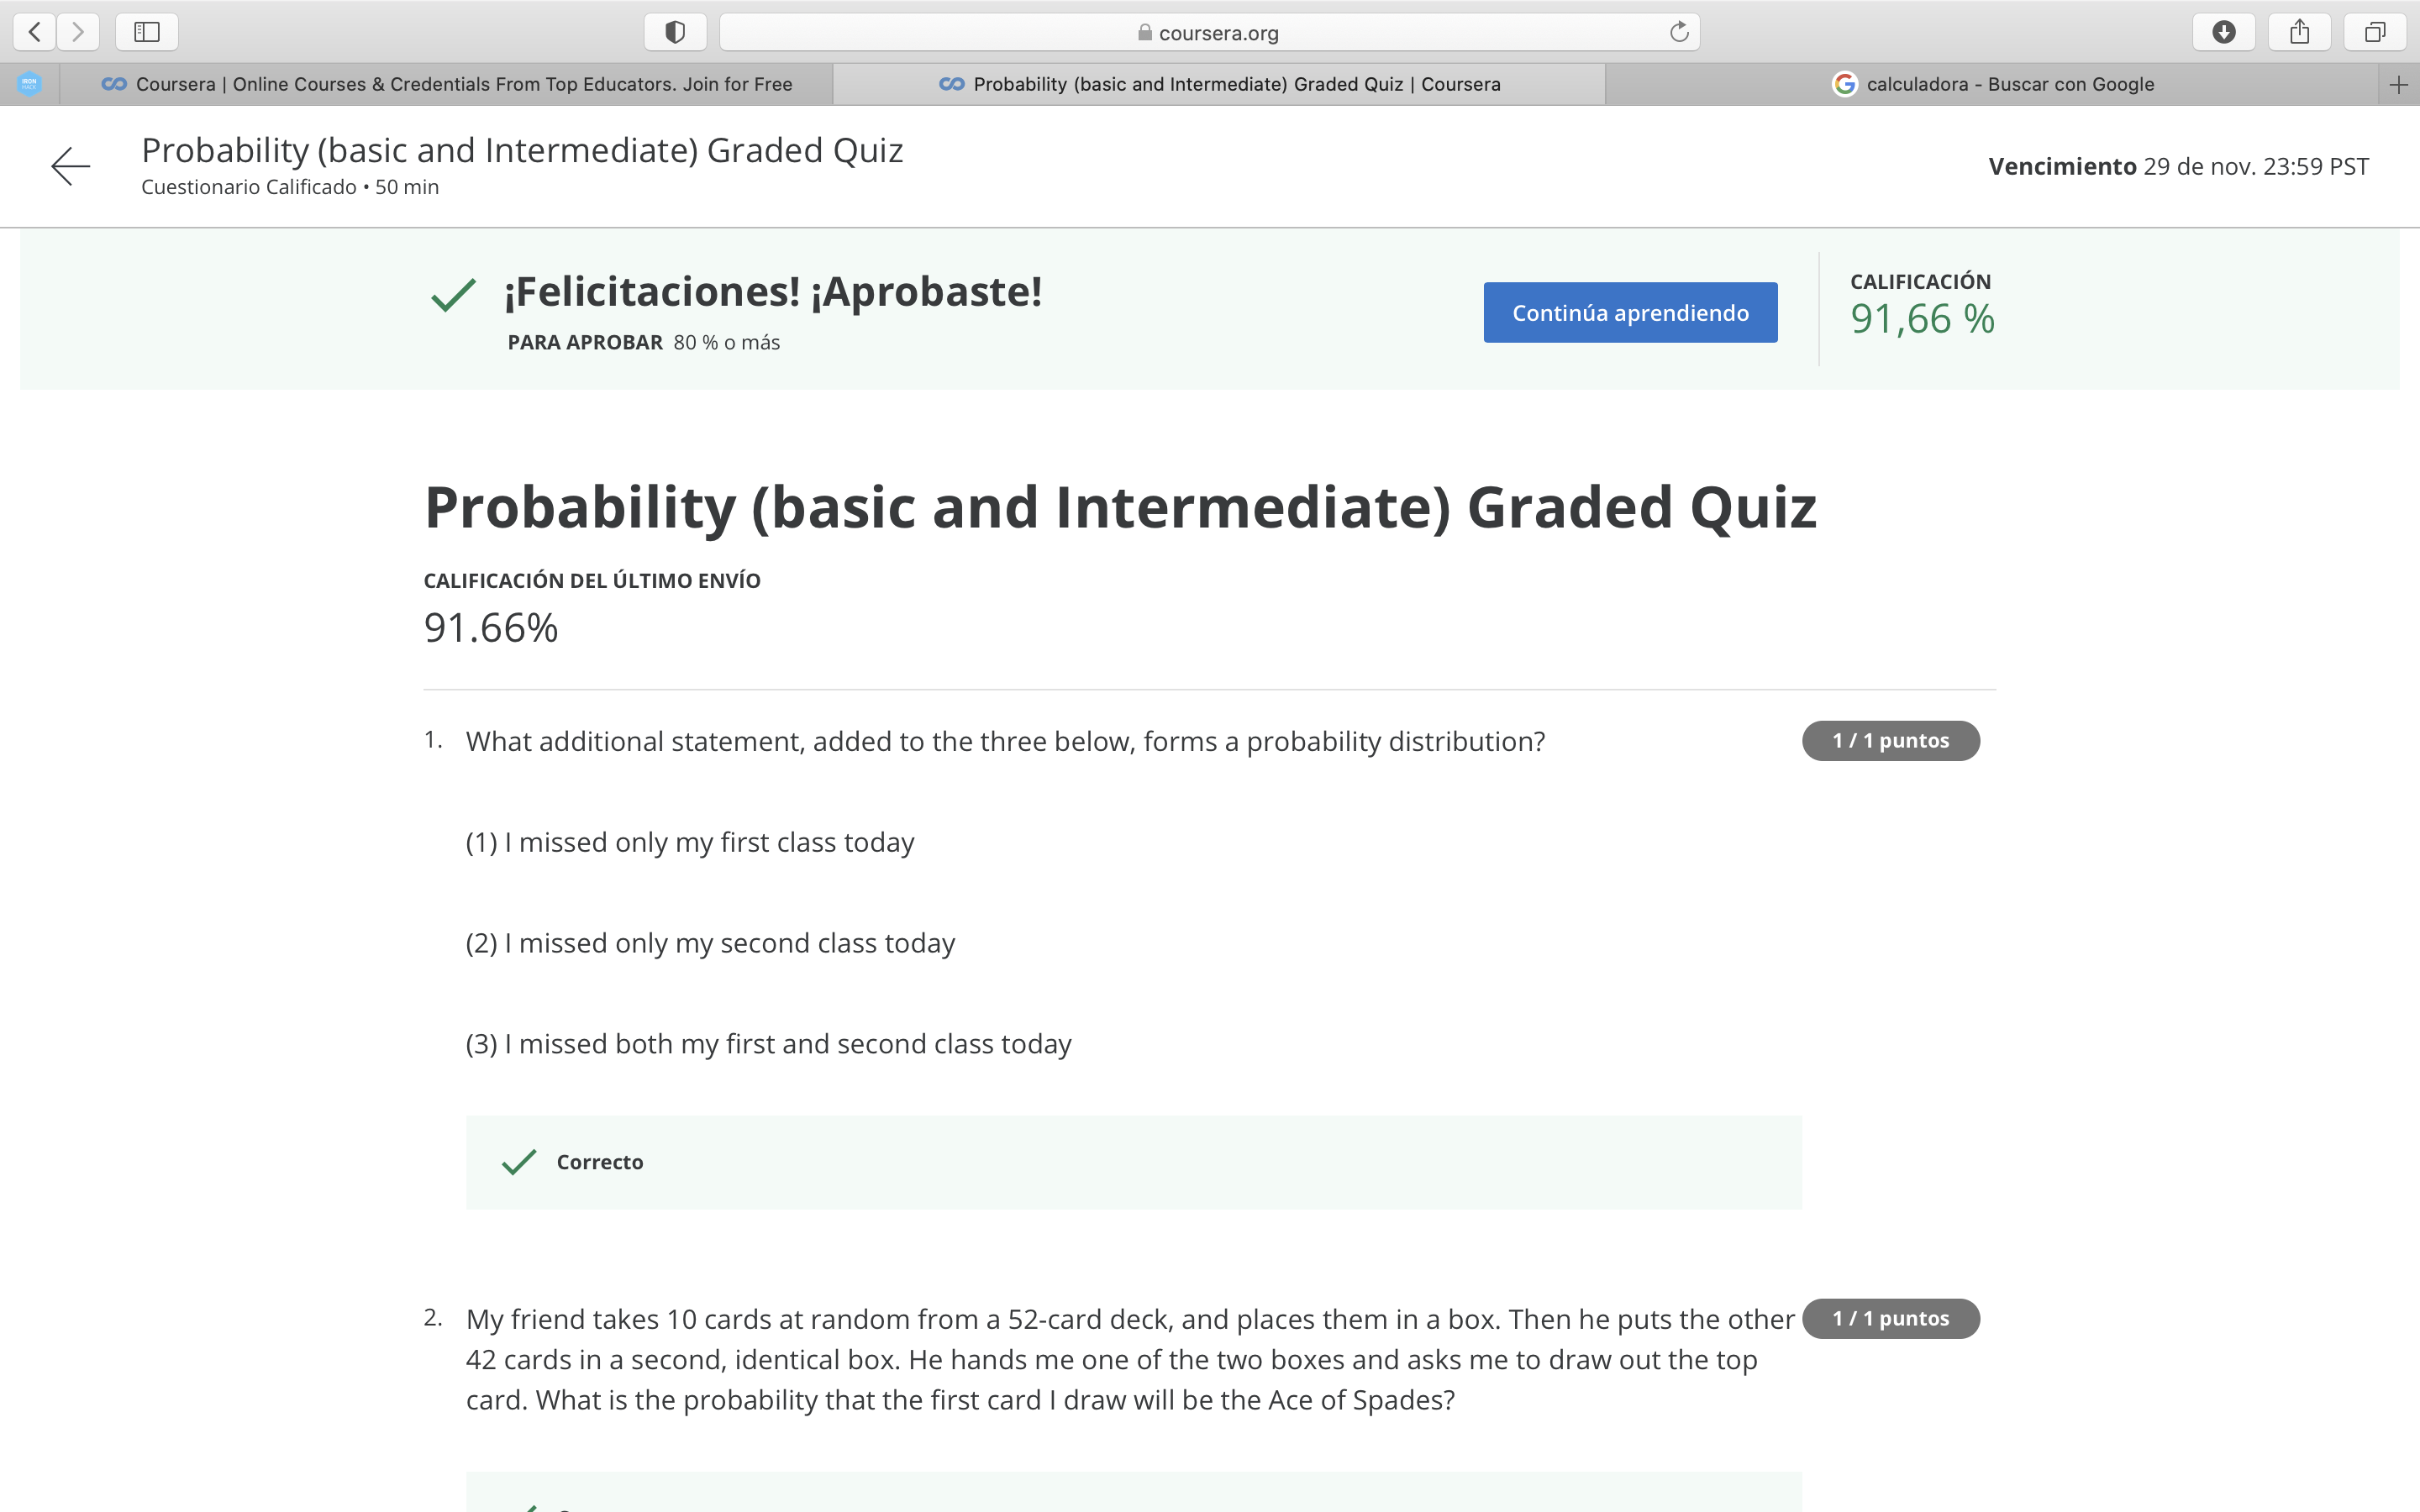 coursera.org
IRON HACK
Coursera | Online Courses & Credentials From Top Educators. Join for Free
Probability (basic and Intermediate) Graded Quiz | Coursera
calculadora - Buscar con Google
Probability (basic and Intermediate) Graded Quiz
Cuestionario Calificado • 50 min
Vencimiento 29 de nov. 23:59 PST
¡Felicitaciones! ¡Aprobaste!
PARA APROBAR 80 % o más
Continúa aprendiendo
CALIFICACIÓN
91,66 %
Probability (basic and Intermediate) Graded Quiz
CALIFICACIÓN DEL ÚLTIMO ENVÍO
91.66%
1. What additional statement, added to the three below, forms a probability distribution?
1 / 1 puntos
(1) I missed only my first class today
(2) I missed only my second class today
(3) I missed both my first and second class today
Correcto
2. My friend takes 10 cards at random from a 52-card deck, and places them in a box. Then he puts the other
1 / 1 puntos
42 cards in a second, identical box. He hands me one of the two boxes and asks me to draw out the top
card. What is the probability that the first card I draw will be the Ace of Spades?